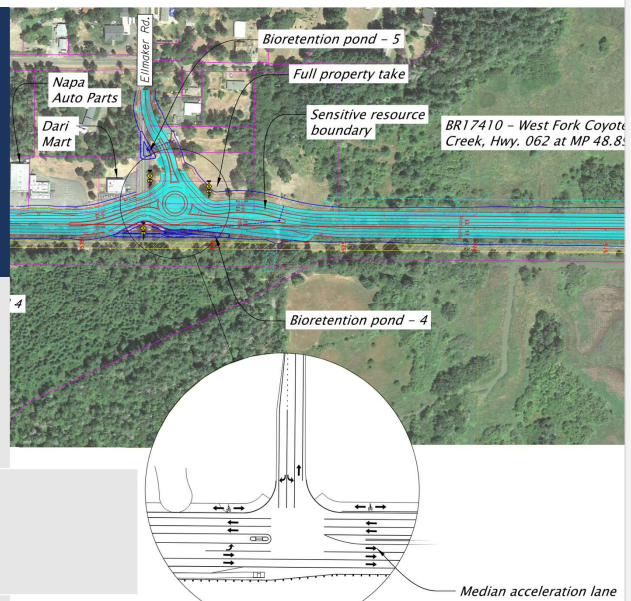 Ellmaker Rd.
Bioretention pond - 5
Full property take
Napa
Auto Parts
Dari
Mart
Sensitive resource
boundary
BR17410 - West Fork Coyote
Creek, Hwy. 062 at MP 48.8
4
Bioretention pond - 4
Median acceleration lane